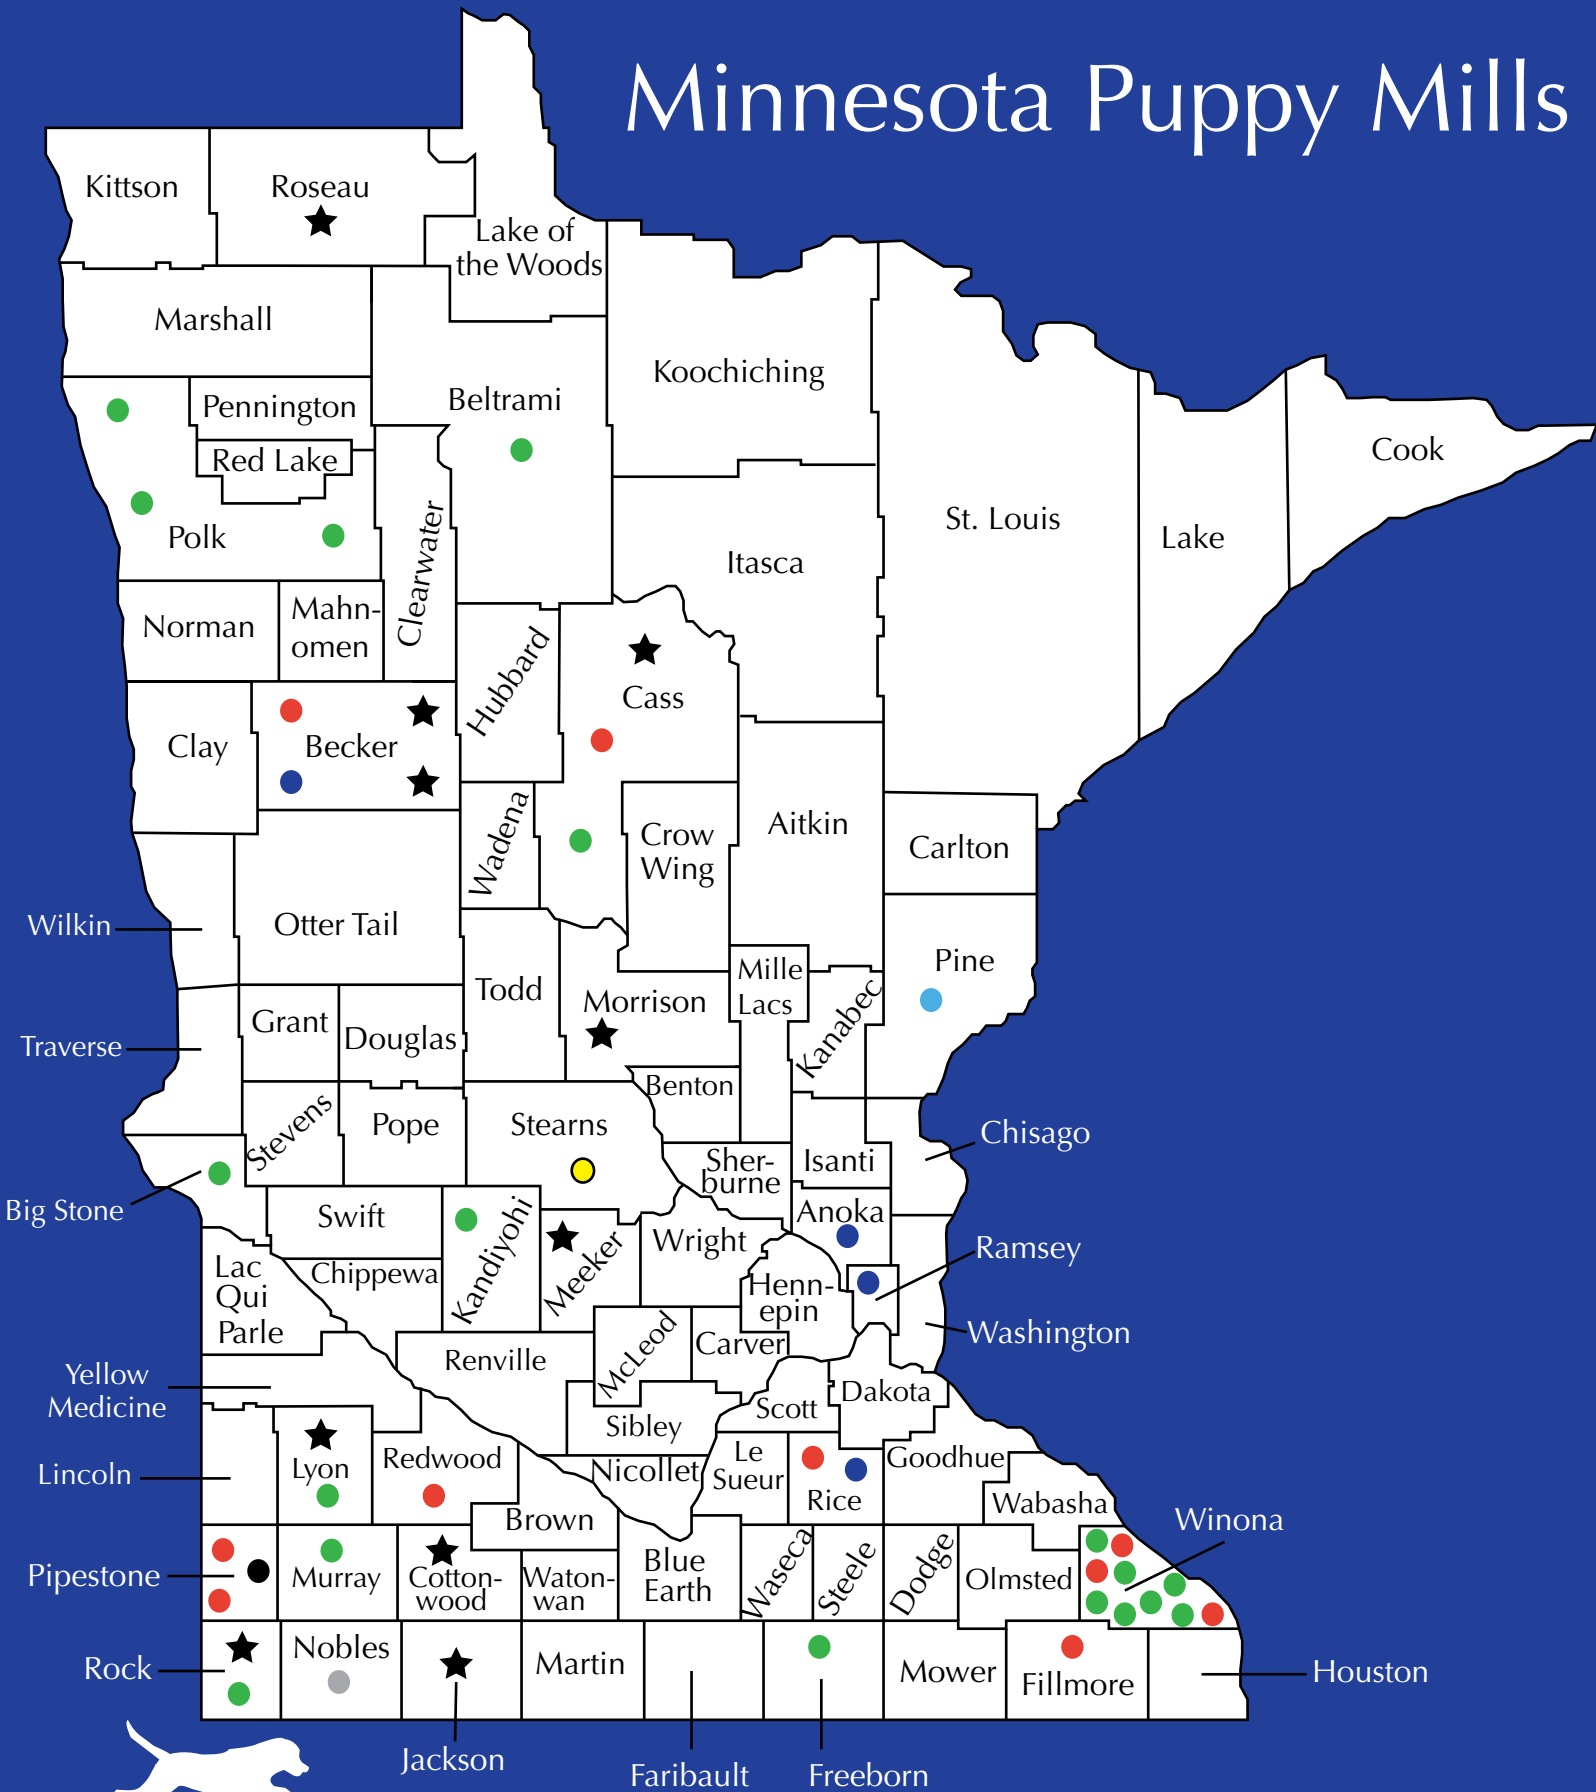 Minnesota Puppy Mills
Kittson
Roseau
Lake of
the Woods
Marshall
Koochiching
Beltrami
Pennington
Red Lake
Cook
St. Louis
Lake
Polk
Clearwater
Itasca
Norman
Mahn-
omen
Hubbard
Cass
Clay
Becker
Wadena
Crow
Wing
Aitkin
Carlton
Wilkin
Otter Tail
Todd
Morrison
Mille
Lacs
Kanabec
Pine
Traverse
Grant
Douglas
Benton
Stevens
Pope
Stearns
Sher-
burne
Isanti
Chisago
Big Stone
Swift
Kandiyohi
Meeker
Wright
Anoka
Ramsey
Lac
Qui
Parle
Chippewa
Henn-
epin
Washington
Yellow
Medicine
Renville
McLeod
Carver
Scott
Dakota
Sibley
Lincoln
Lyon
Redwood
Nicollet
Le
Sueur
Rice
Goodhue
Wabasha
Winona
Brown
Pipestone
Murray
Cotton-
wood
Waton-
wan
Blue
Earth
Waseca
Steele
Dodge
Olmsted
Rock
Nobles
Martin
Mower
Fillmore
Houston
Jackson
Faribault
Freeborn